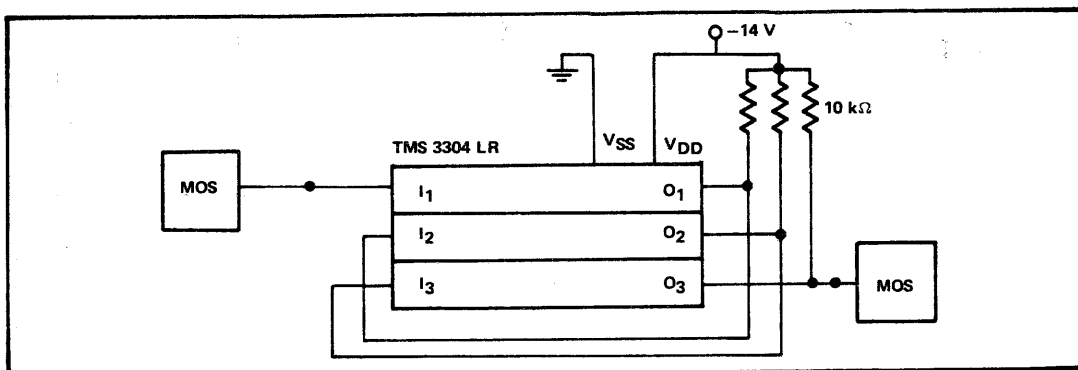 −14 V
10 kΩ
VSS
VDD
TMS 3304 LR
MOS
I1
O1
I2
O2
I3
O3
MOS